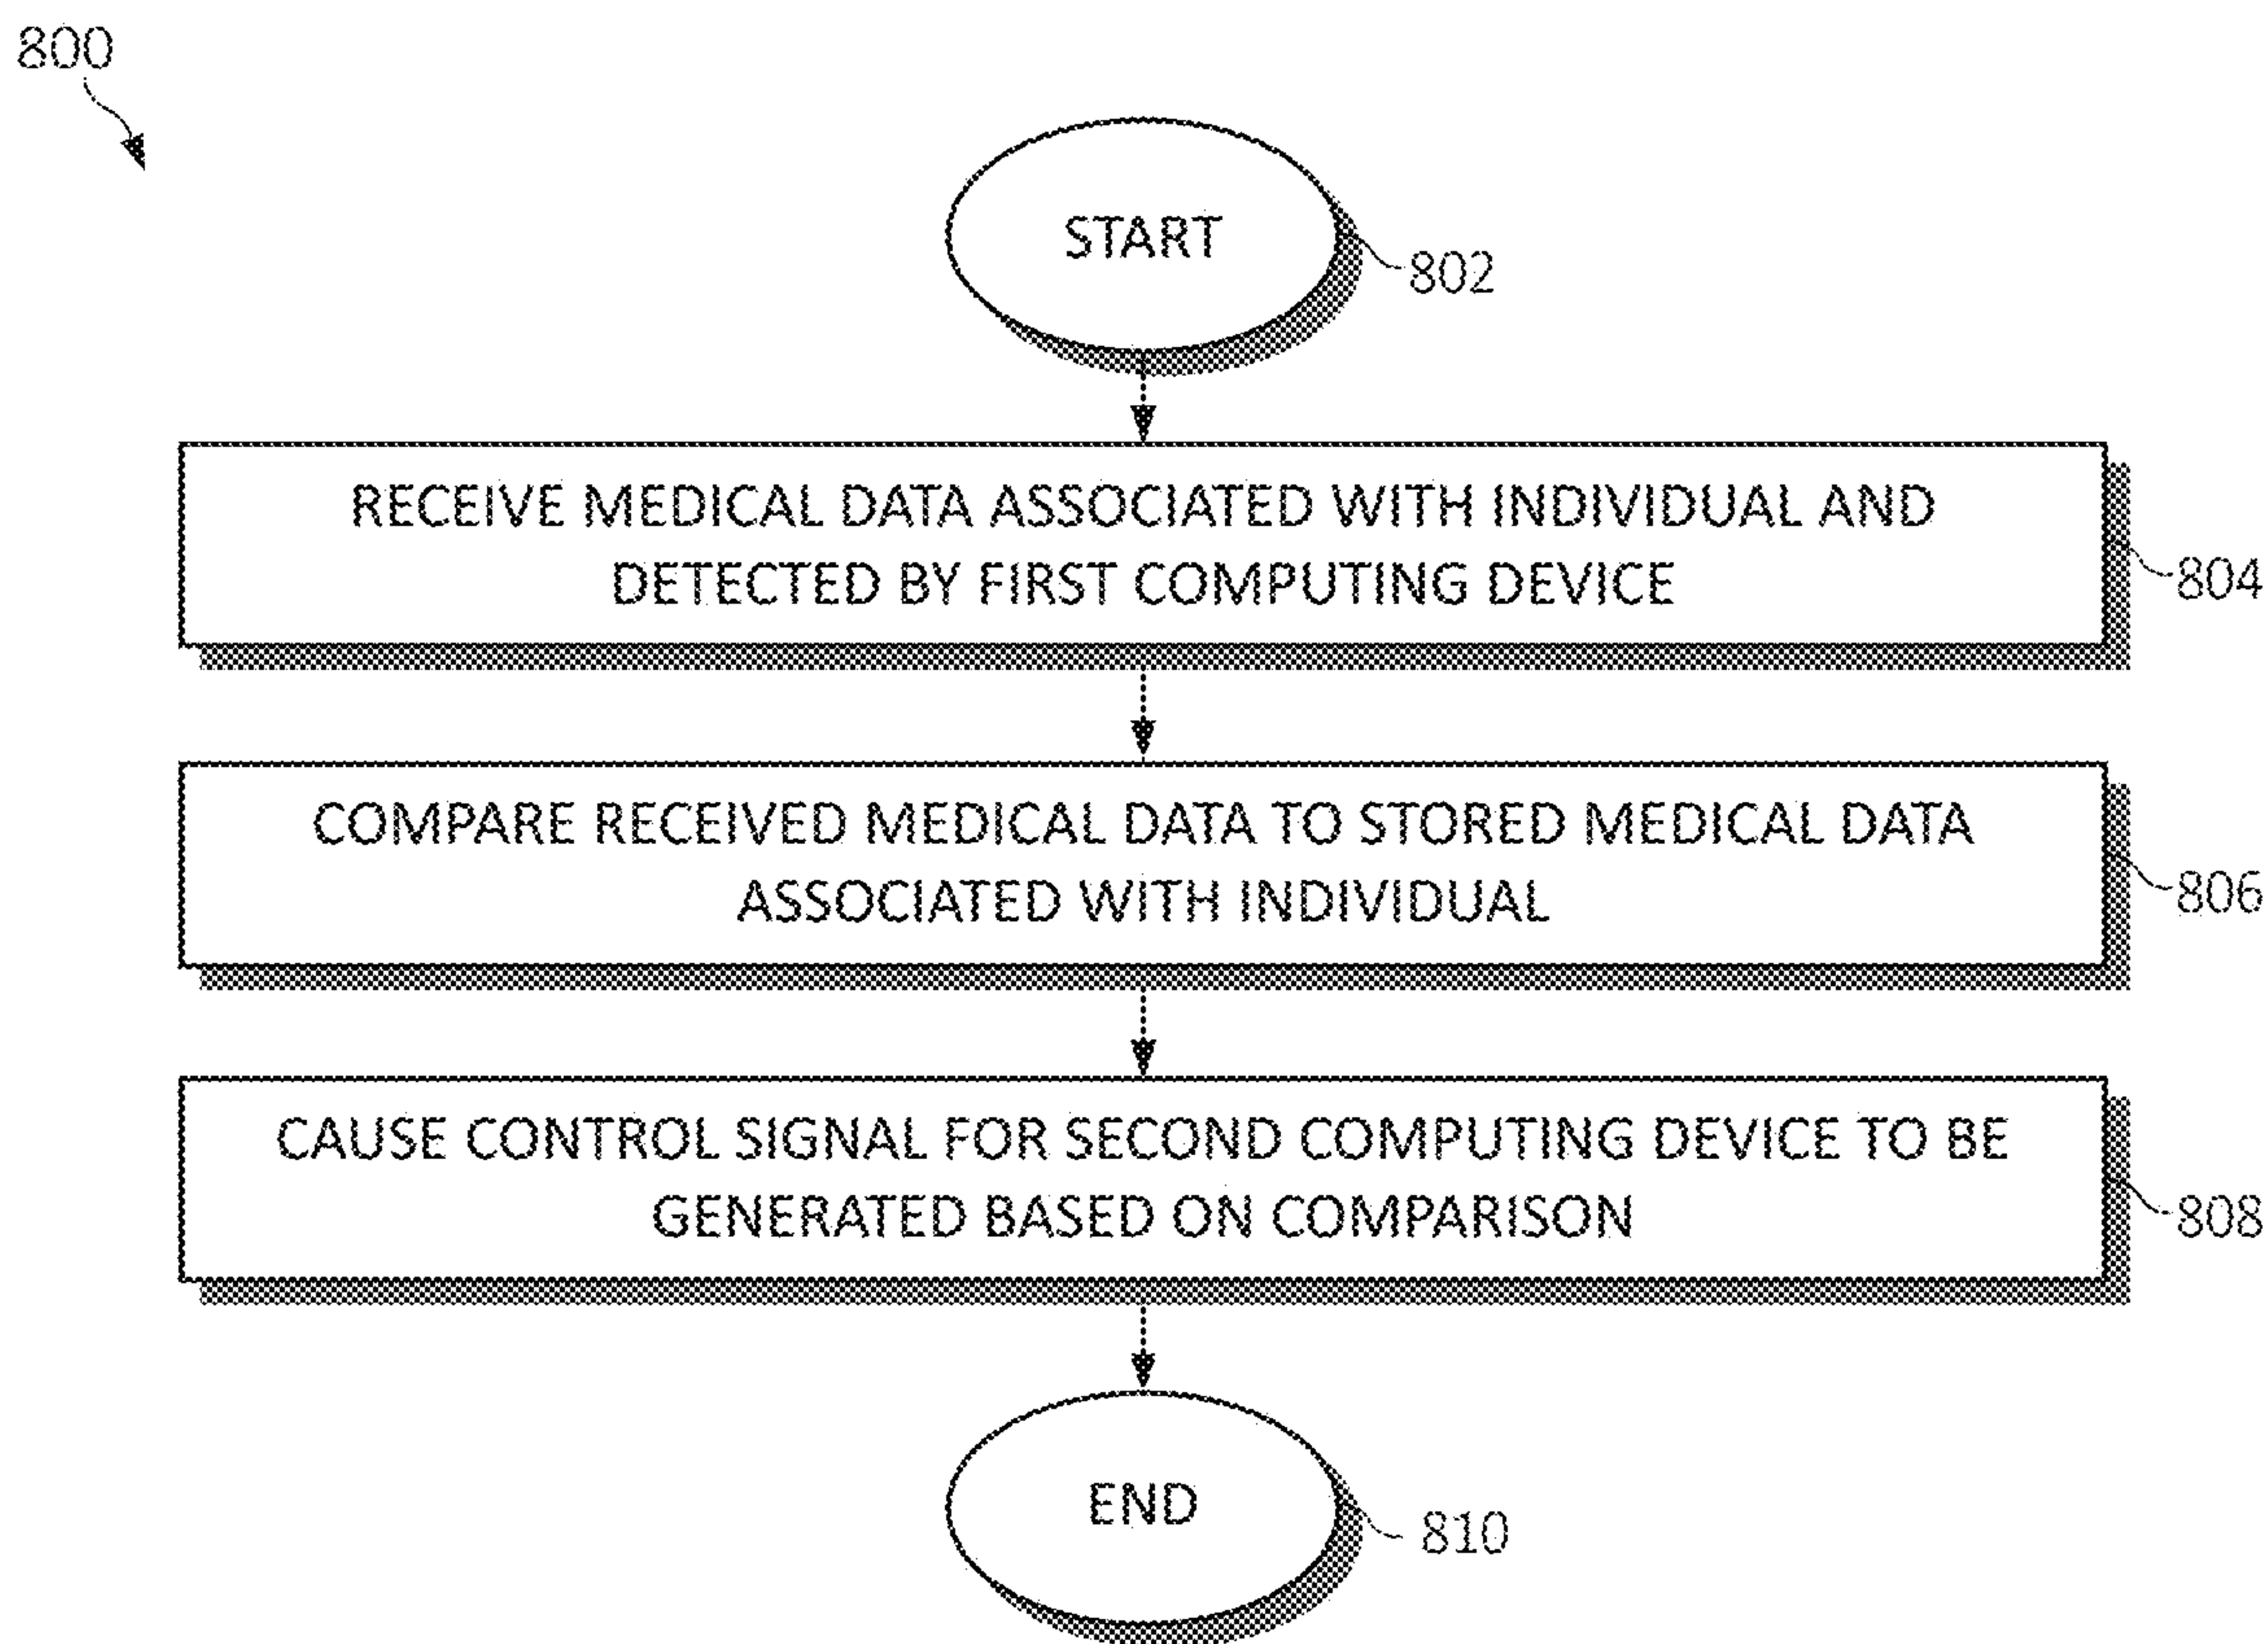 800
START
802
RECEIVE MEDICAL DATA ASSOCIATED WITH INDIVIDUAL AND
DETECTED BY FIRST COMPUTING DEVICE
804
COMPARE RECEIVED MEDICAL DATA TO STORED MEDICAL DATA
ASSOCIATED WITH INDIVIDUAL
806
CAUSE CONTROL SIGNAL FOR SECOND COMPUTING DEVICE TO BE
GENERATED BASED ON COMPARISON
808
END
810